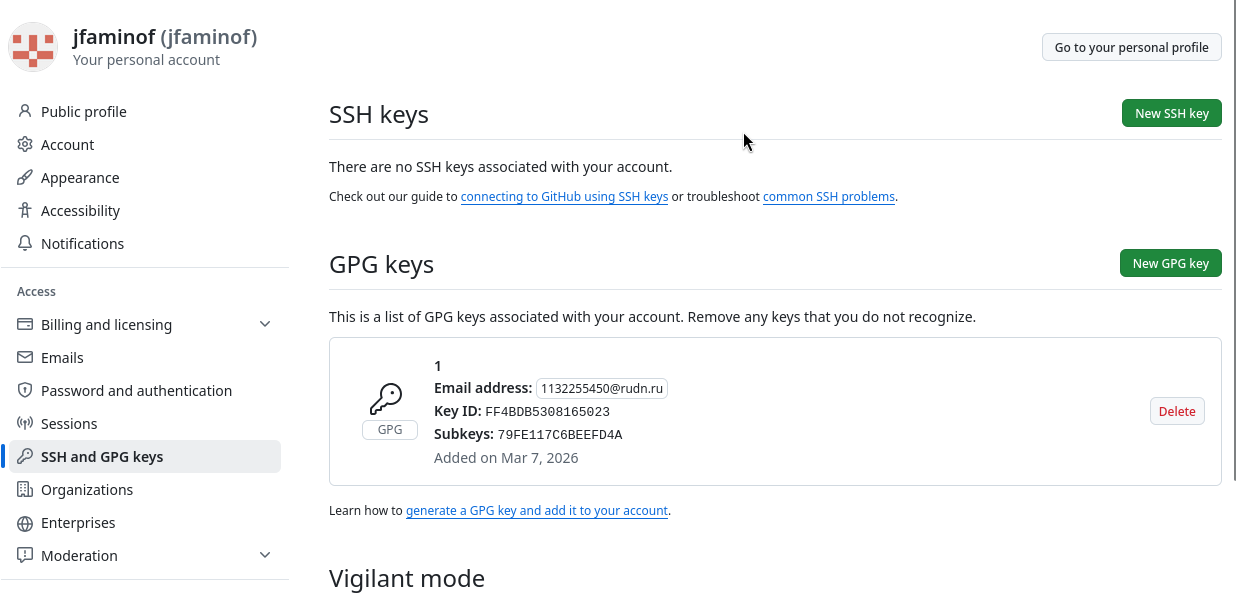 jfaminof (jfaminof)
Your personal account
Go to your personal profile
Public profile
Account
Appearance
Accessibility
Notifications
Access
Billing and licensing
Emails
Password and authentication
Sessions
SSH and GPG keys
Organizations
Enterprises
Moderation
SSH keys
New SSH key
There are no SSH keys associated with your account.
Check out our guide to connecting to GitHub using SSH keys or troubleshoot common SSH problems.
GPG keys
New GPG key
This is a list of GPG keys associated with your account. Remove any keys that you do not recognize.
1
Email address: 1132255450@rudn.ru
Key ID: FF4BDB5308165023
GPG
Subkeys: 79FE117C6BEEFD4A
Added on Mar 7, 2026
Delete
Learn how to generate a GPG key and add it to your account.
Vigilant mode